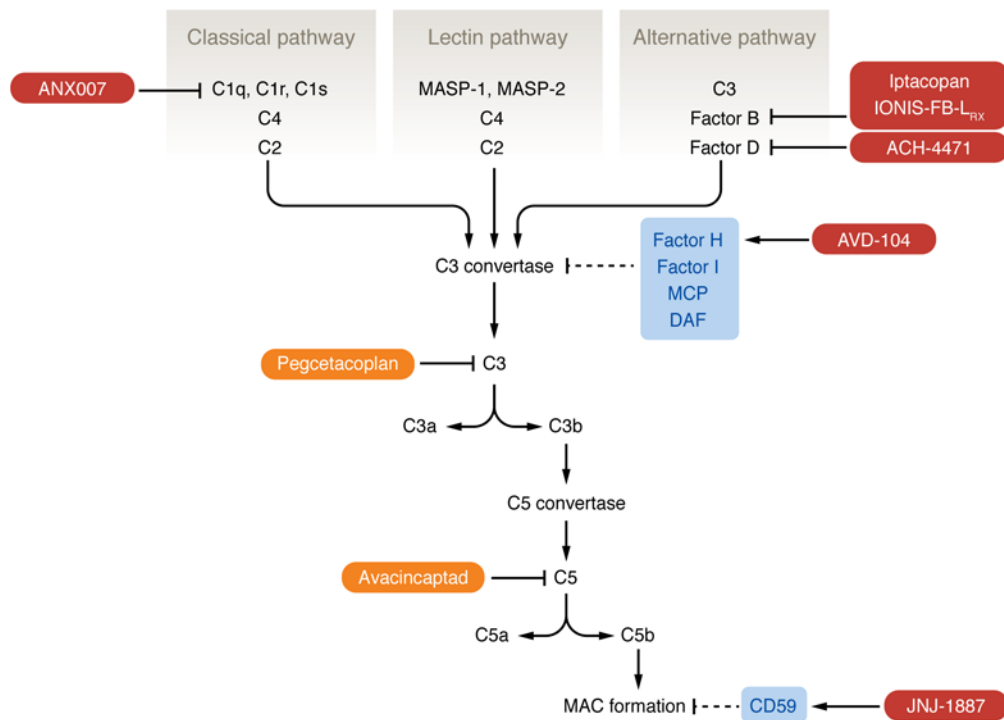 Classical pathway
Lectin pathway
Alternative pathway
ANX007
C1q, C1r, C1s
MASP-1, MASP-2
C3
Iptacopan
C4
C4
Factor B
IONIS-FB-L_RX
C2
C2
Factor D
ACH-4471
Factor H
AVD-104
C3 convertase
Factor I
MCP
DAF
Pegcetacoplan
C3
C3a
C3b
C5 convertase
Avacincaptad
C5
C5a
C5b
MAC formation
CD59
JNJ-1887